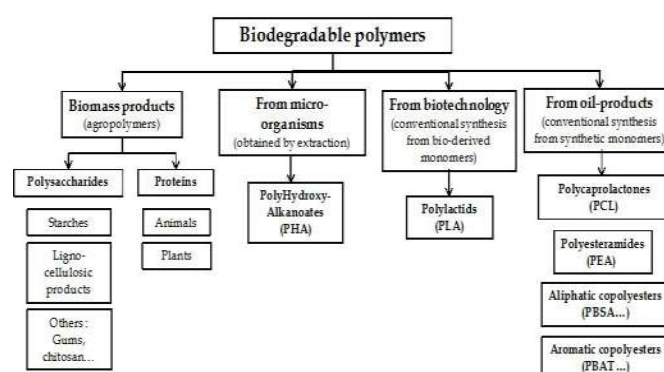 Biodegradable polymers
Biomass products
(agropolymers)
From micro-
organisms
(obtained by extraction)
From biotechnology
(conventional synthesis
from bio-derived
monomers)
From oil-products
(conventional synthesis
from synthetic monomers)
Polysaccharides
Proteins
PolyHydroxy-
Alkanoates
(PHA)
Polylactids
(PLA)
Polycaprolactones
(PCL)
Starches
Animals
Ligno-
cellulosic
products
Plants
Polyesteramides
(PEA)
Others :
Gums,
chitosan...
Aliphatic copolyesters
(PBSA...)
Aromatic copolyesters
(PBAT...)